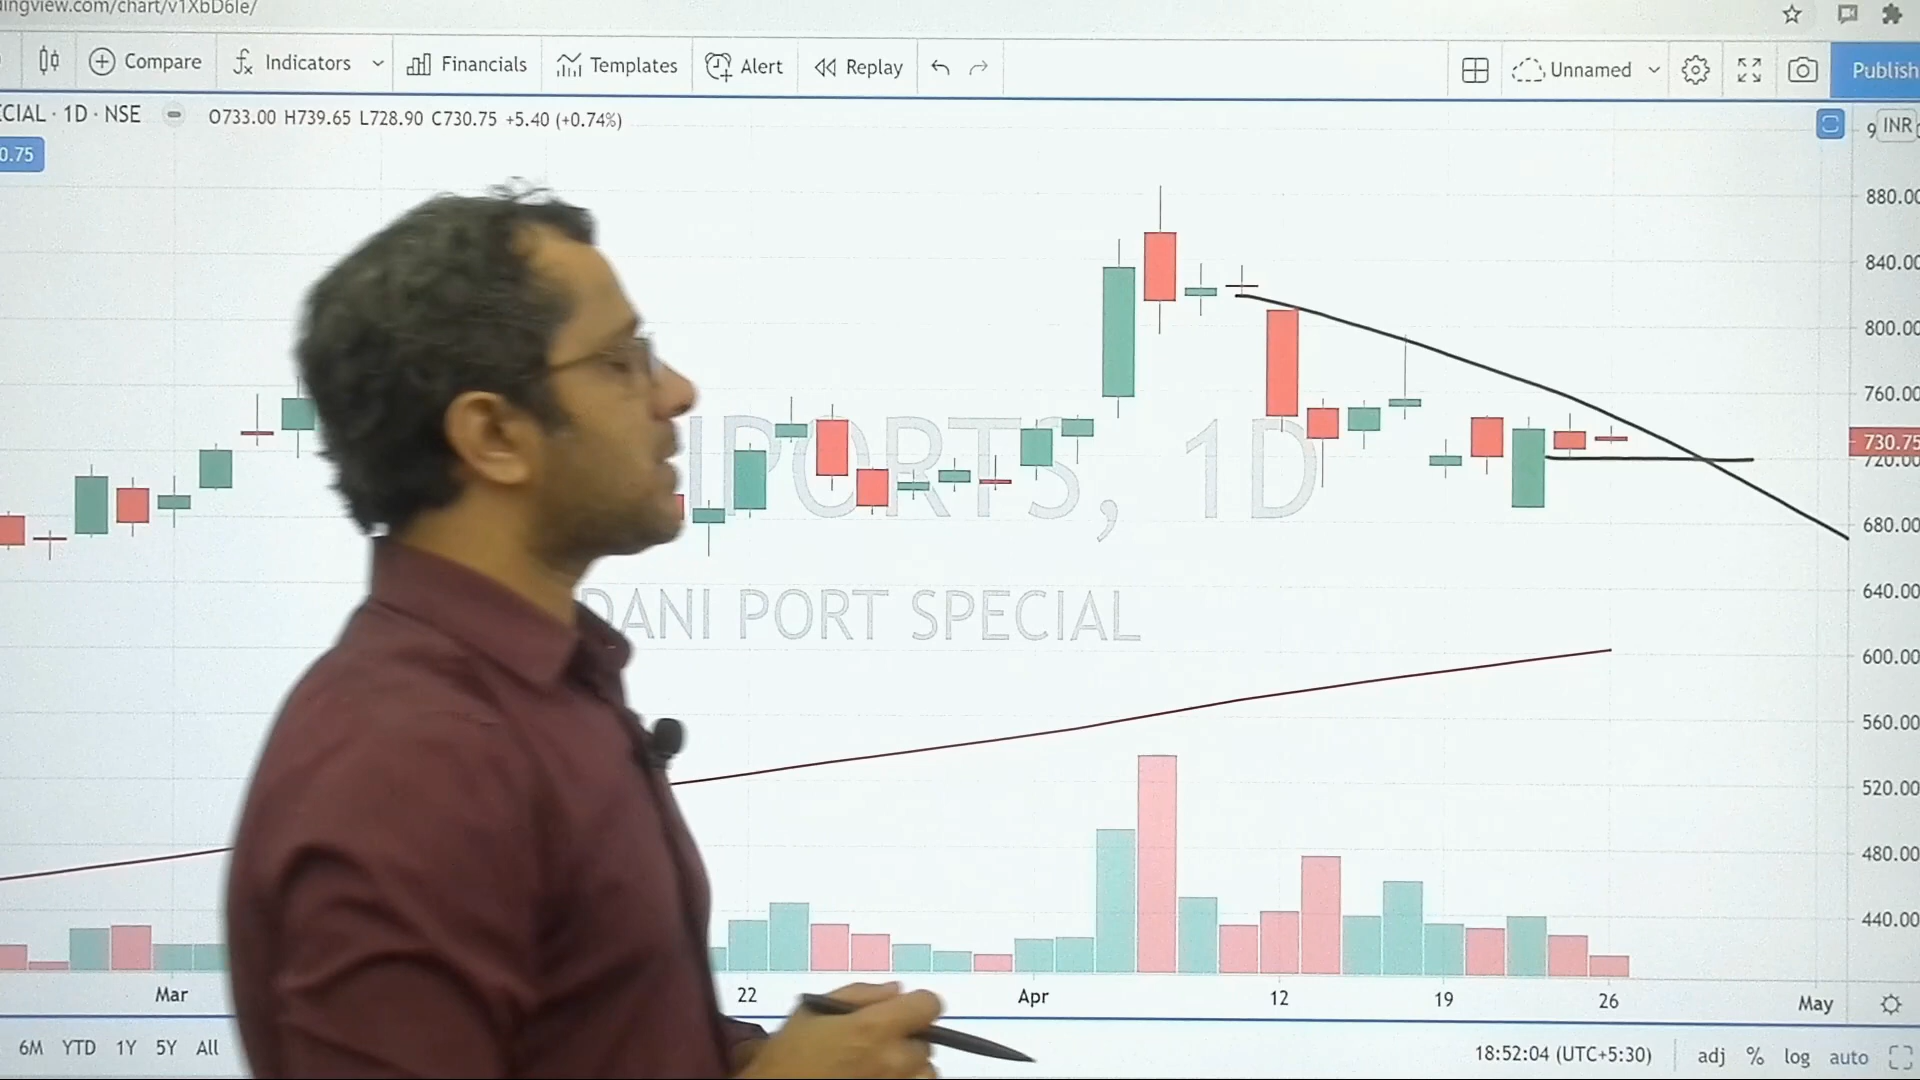 ingview.com/chart/v1XbD6Ie/
Compare Indicators Financials Templates Alert Replay Unnamed Publish
ECIAL · 1D · NSE O733.00 H739.65 L728.90 C730.75 +5.40 (+0.74%)
9 INR
0.75
880.00
840.00
800.00
760.00
730.75
720.00
680.00
640.00
600.00
560.00
520.00
480.00
440.00
IPORTS, 1D
DANI PORT SPECIAL
Mar 22 Apr 12 19 26 May
6M YTD 1Y 5Y All 18:52:04 (UTC+5:30) adj % log auto